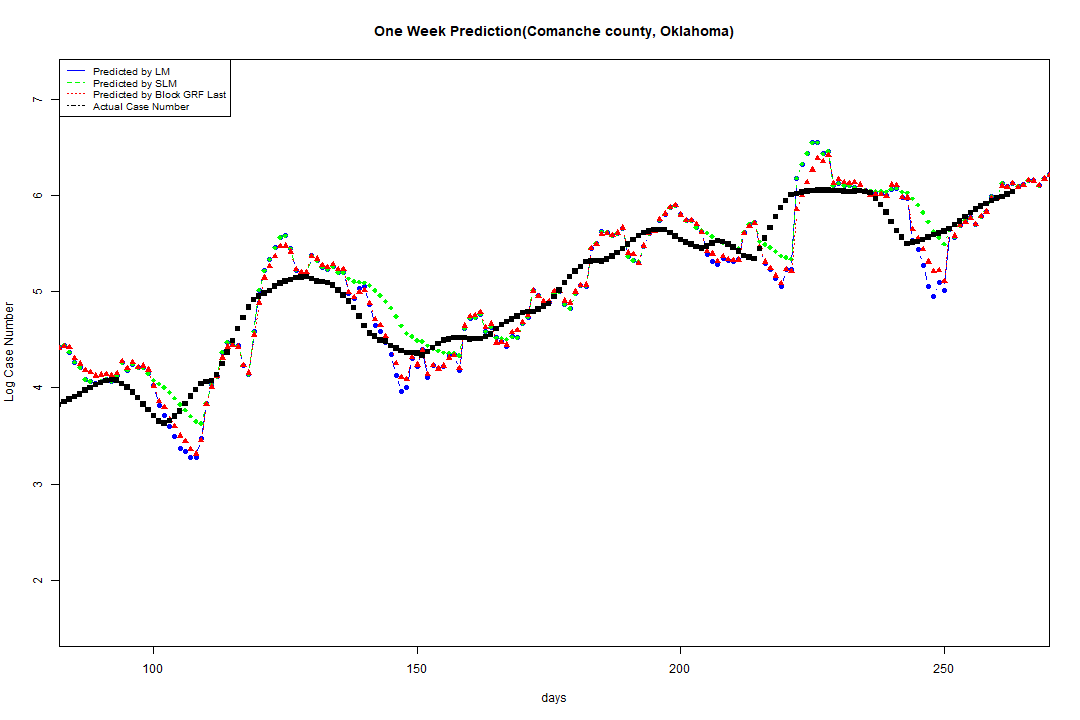 One Week Prediction(Comanche county, Oklahoma)
Predicted by LM
Predicted by SLM
Predicted by Block GRF Last
Actual Case Number
7
6
5
4
3
2
Log Case Number
100
150
200
250
days